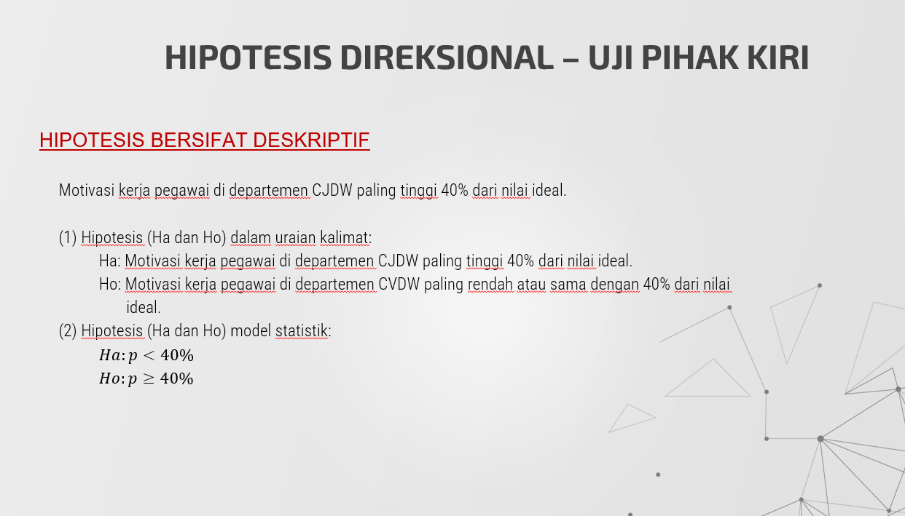 HIPOTESIS DIREKSIONAL – UJI PIHAK KIRI
HIPOTESIS BERSIFAT DESKRIPTIF
Motivasi kerja pegawai di departemen CJDW paling tinggi 40% dari nilai ideal.
(1) Hipotesis (Ha dan Ho) dalam uraian kalimat:
Ha: Motivasi kerja pegawai di departemen CJDW paling tinggi 40% dari nilai ideal.
Ho: Motivasi kerja pegawai di departemen CVDW paling rendah atau sama dengan 40% dari nilai
ideal.
(2) Hipotesis (Ha dan Ho) model statistik:
Ha: p < 40%
Ho: p ≥ 40%